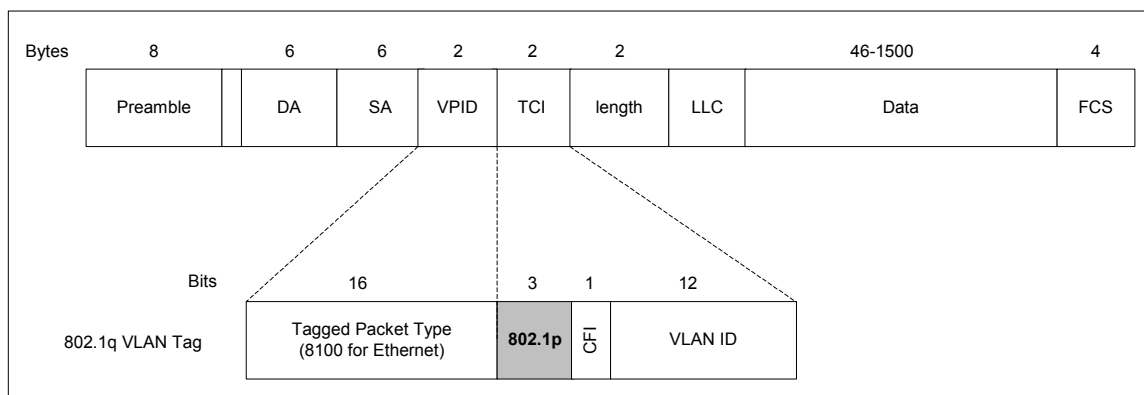 Bytes 8 6 6 2 2 2 46-1500 4
Preamble DA SA VPID TCI length LLC Data FCS
Bits 16 3 1 12
802.1q VLAN Tag
Tagged Packet Type
(8100 for Ethernet)
802.1p
CFI
VLAN ID